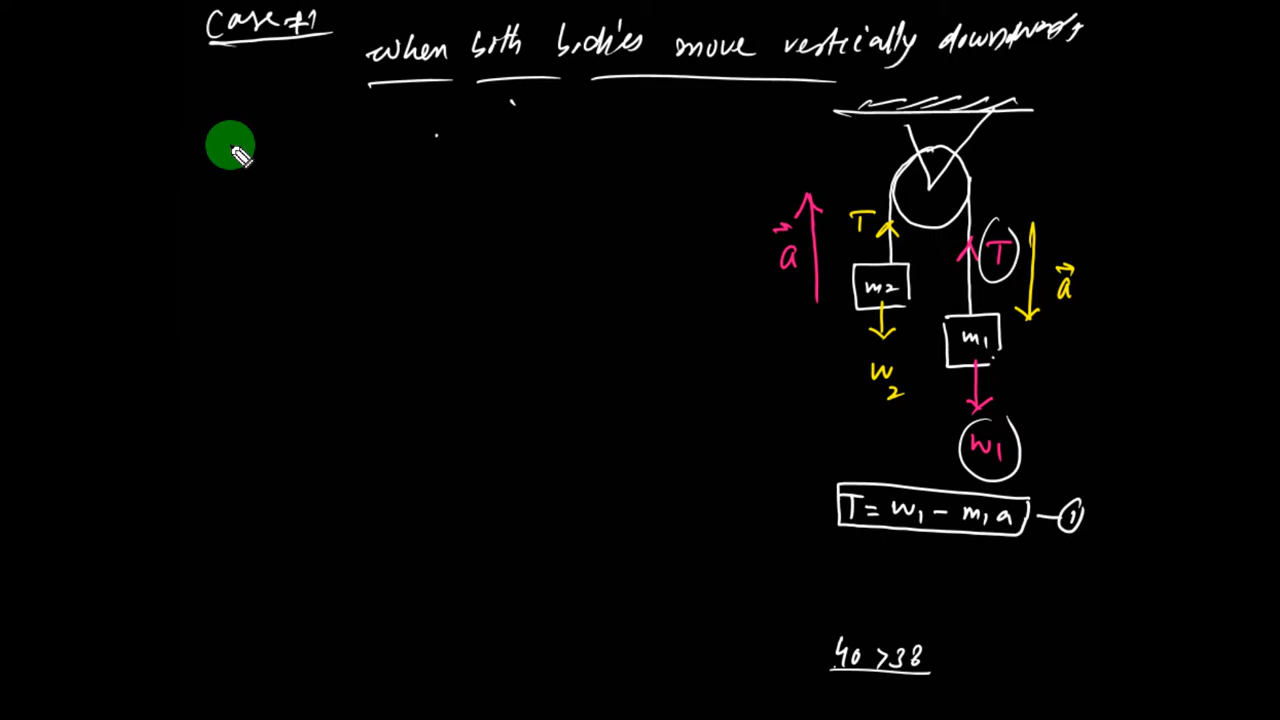 Case #1
when both bodies move vertically downwards
T
T
a
a
m2
m1
w2
w1
T = w1 - m1a —①
40 > 38